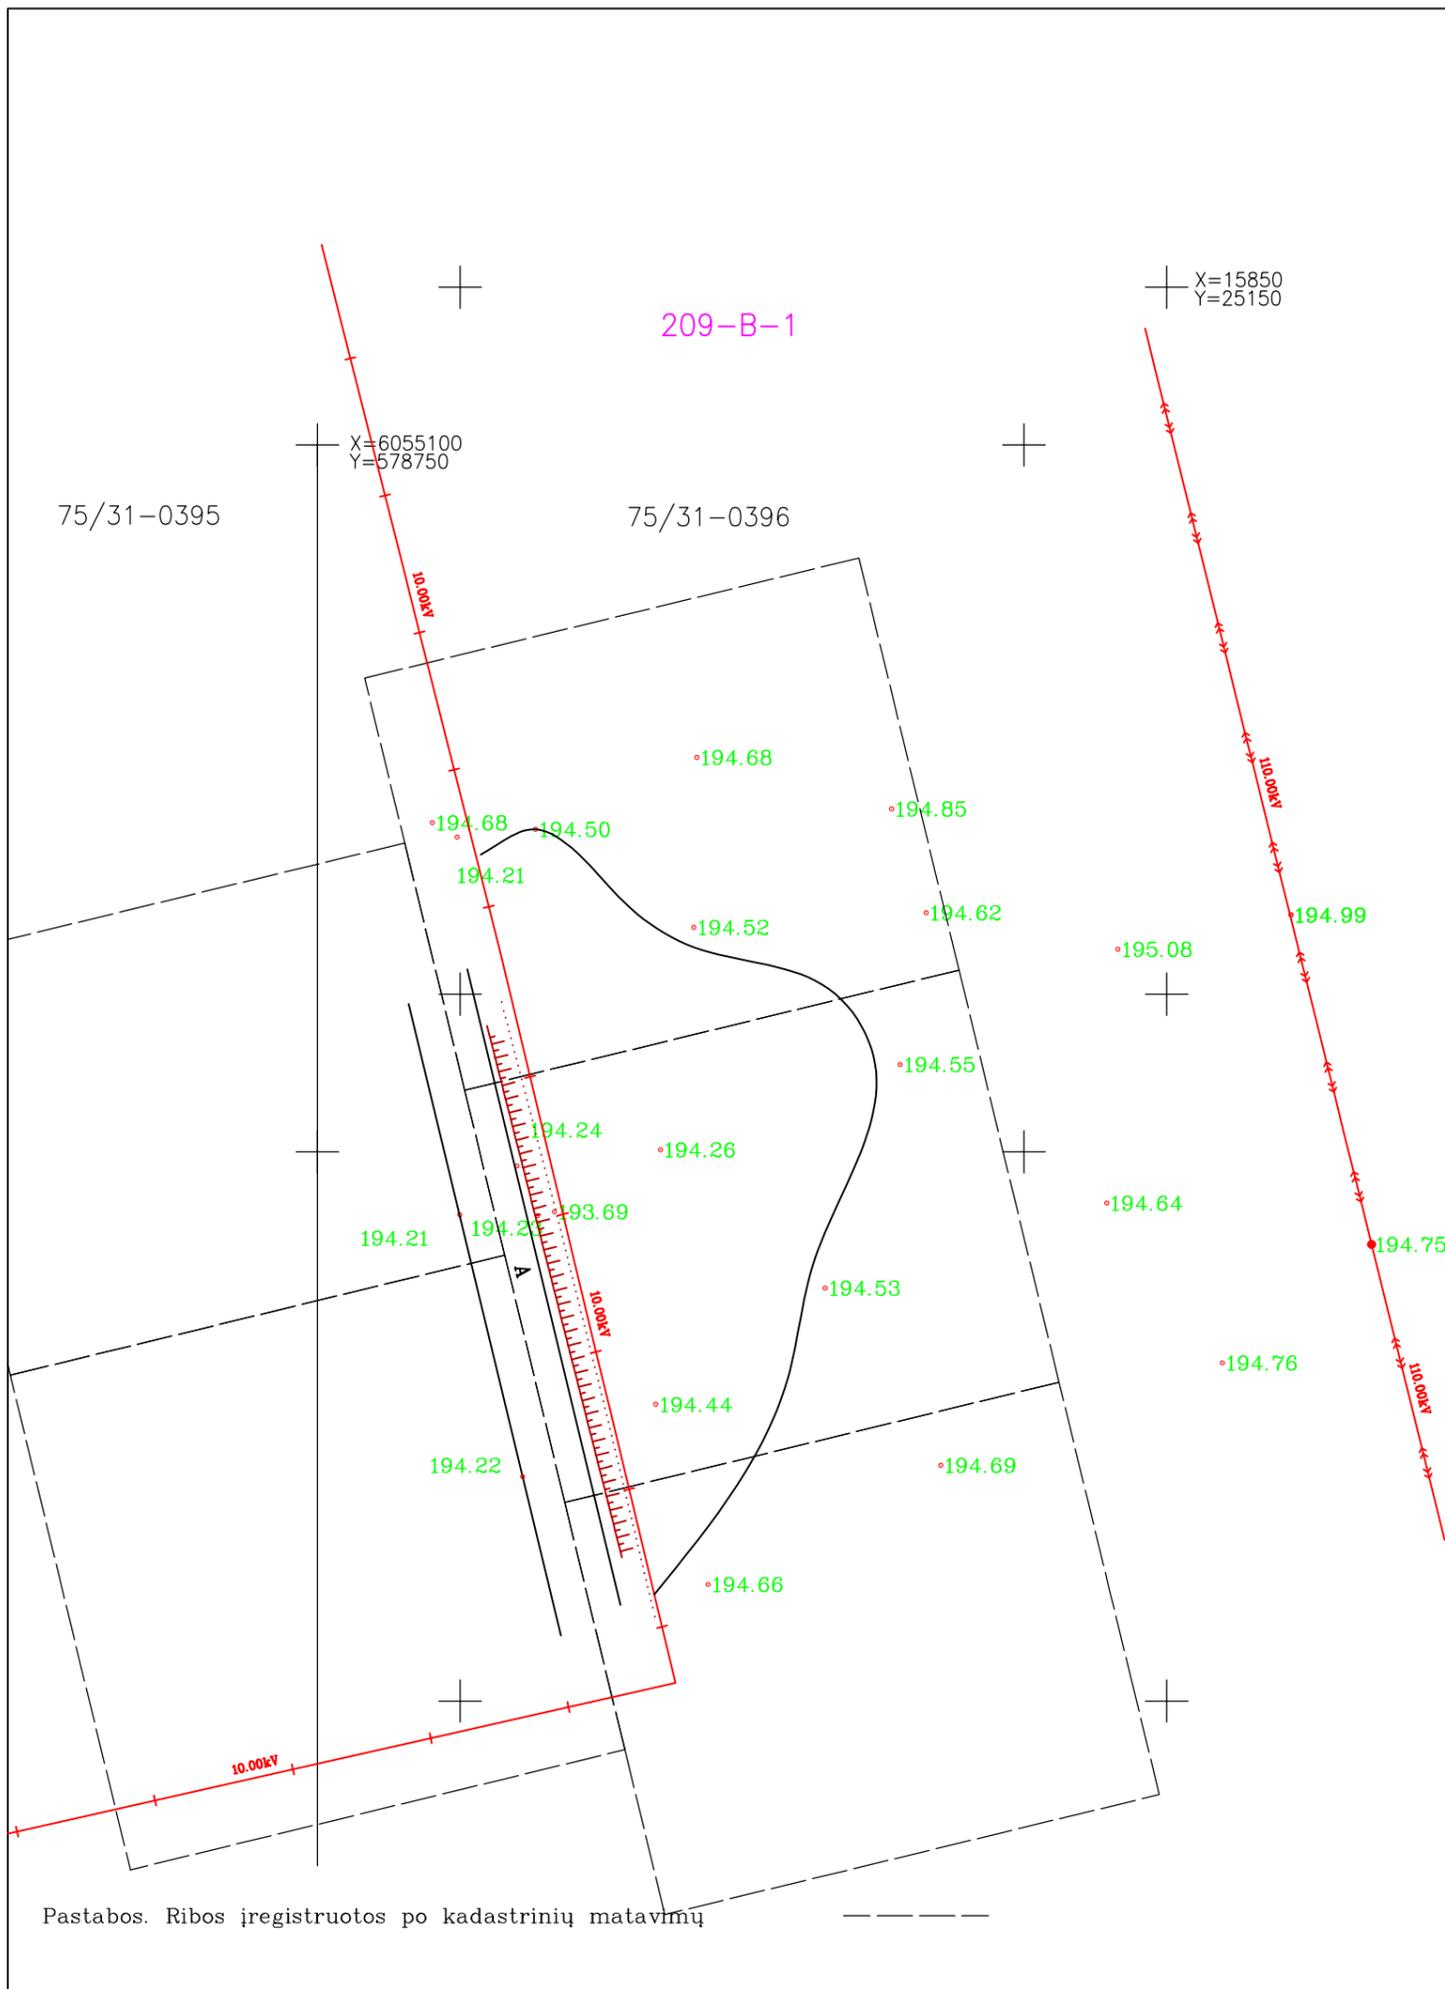 X=15850
Y=25150
209-B-1
X=6055100
Y=578750
75/31-0395
75/31-0396
10.00kV
194.68
110.00kV
194.85
194.68
194.50
194.21
194.62
194.99
194.52
195.08
194.55
194.24
194.26
194.64
193.69
194.23
194.21
194.75
A
194.53
10.00kV
194.76
110.00kV
194.44
194.22
194.69
194.66
10.00kV
Pastabos. Ribos įregistruotos po kadastrinių matavimų